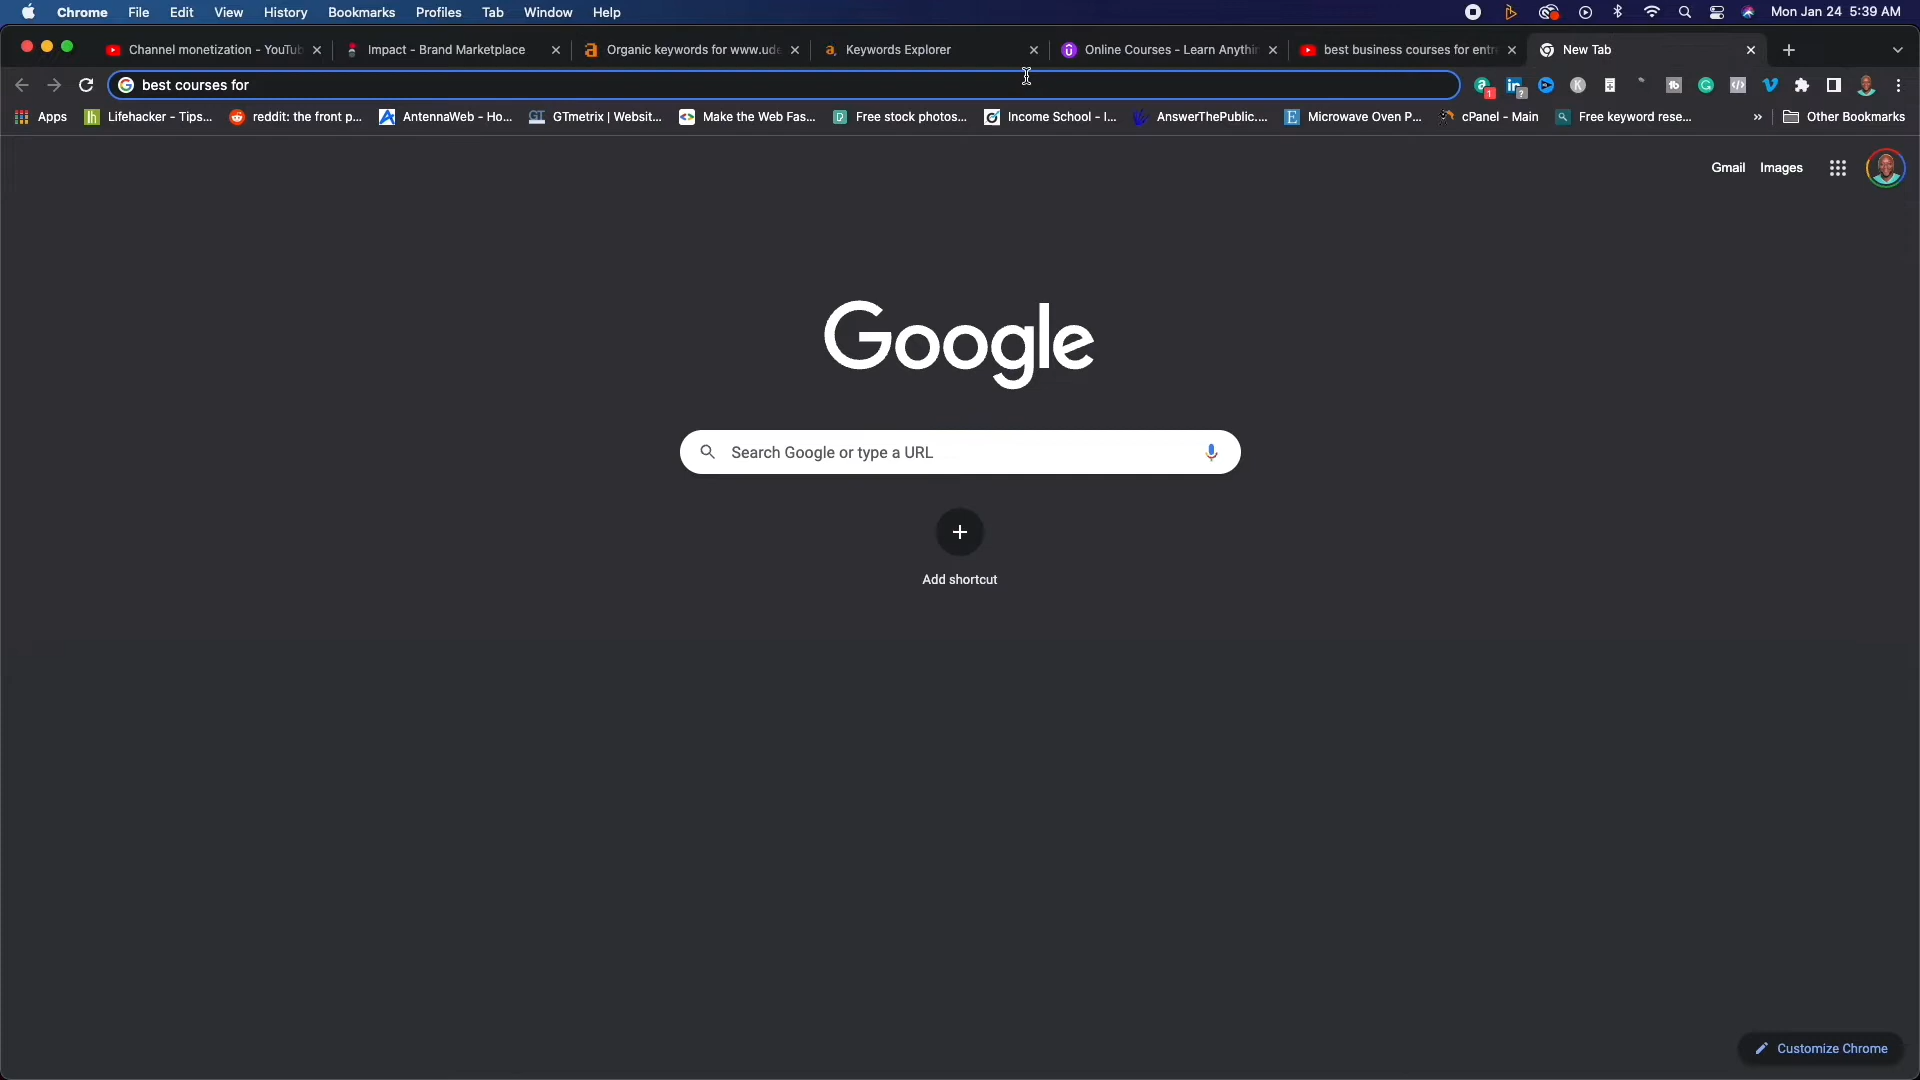 Chrome File Edit View History Bookmarks Profiles Tab Window Help Mon Jan 24 5:39 AM
Channel monetization - YouTub Impact - Brand Marketplace Organic keywords for www.ude Keywords Explorer Online Courses - Learn Anythin best business courses for entr New Tab
best courses for
Apps Lifehacker - Tips... reddit: the front p... AntennaWeb - Ho... GTmetrix | Websit... Make the Web Fas... Free stock photos... Income School - I... AnswerThePublic.... Microwave Oven P... cPanel - Main Free keyword rese... » Other Bookmarks
Gmail Images
Google
Search Google or type a URL
Add shortcut
Customize Chrome